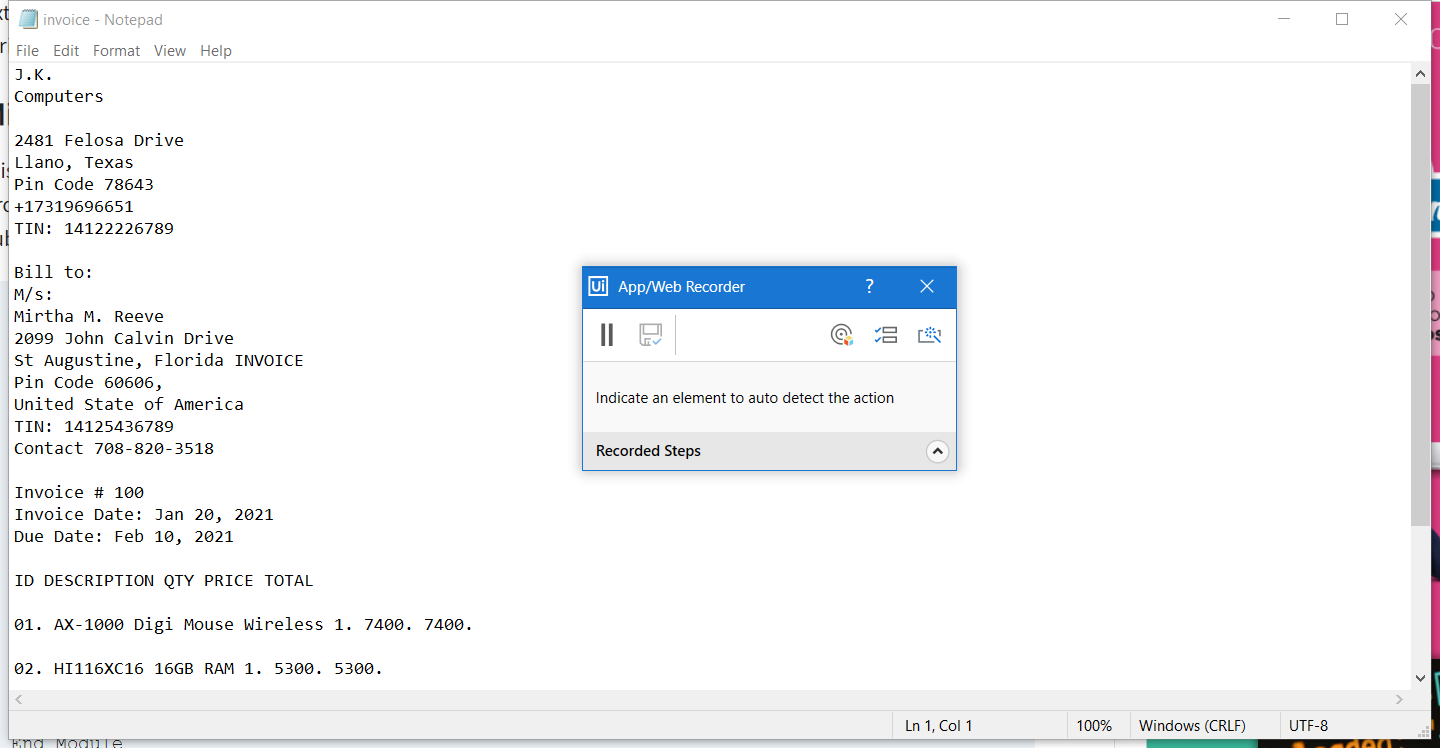 invoice - Notepad
File Edit Format View Help
J.K.
Computers
2481 Felosa Drive
Llano, Texas
Pin Code 78643
+17319696651
TIN: 14122226789
Bill to:
M/s:
Mirtha M. Reeve
2099 John Calvin Drive
St Augustine, Florida INVOICE
Pin Code 60606,
United State of America
TIN: 14125436789
Contact 708-820-3518
Invoice # 100
Invoice Date: Jan 20, 2021
Due Date: Feb 10, 2021
ID DESCRIPTION QTY PRICE TOTAL
01. AX-1000 Digi Mouse Wireless 1. 7400. 7400.
02. HI116XC16 16GB RAM 1. 5300. 5300.
Ui App/Web Recorder ?
Indicate an element to auto detect the action
Recorded Steps
Ln 1, Col 1 100% Windows (CRLF) UTF-8
End Module